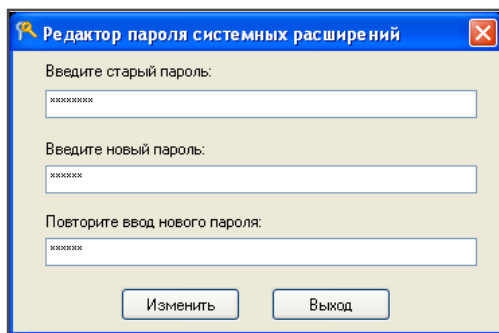 Редактор пароля системных расширений
Введите старый пароль:
********
Введите новый пароль:
******
Повторите ввод нового пароля:
******
Изменить Выход